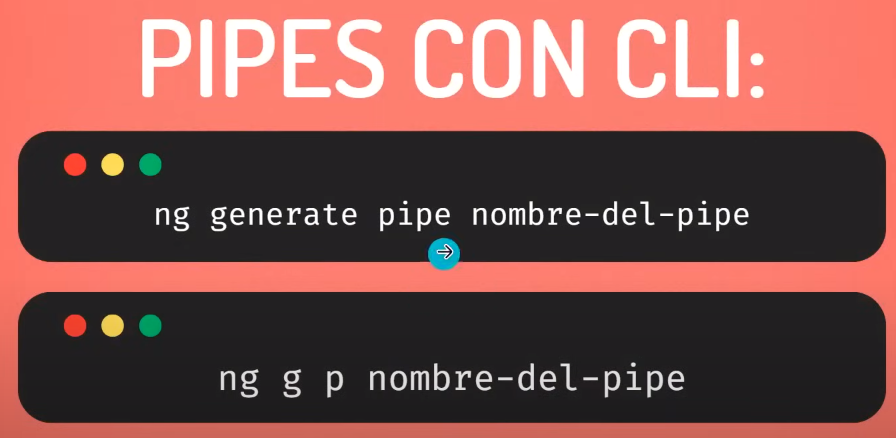 PIPES CON CLI:
ng generate pipe nombre-del-pipe
ng g p nombre-del-pipe